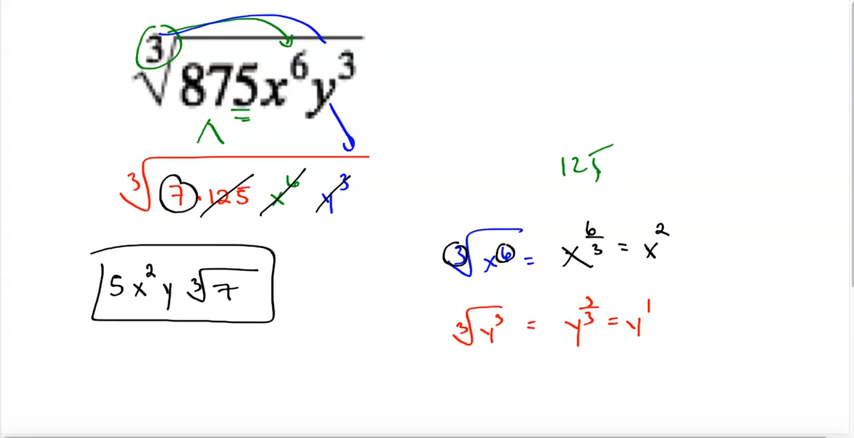 ∛875x⁶y³
∛7·125 x⁶ y³
125
∛x⁶ = x^(6/3) = x²
5x²y ∛7
∛y³ = y^(3/3) = y¹